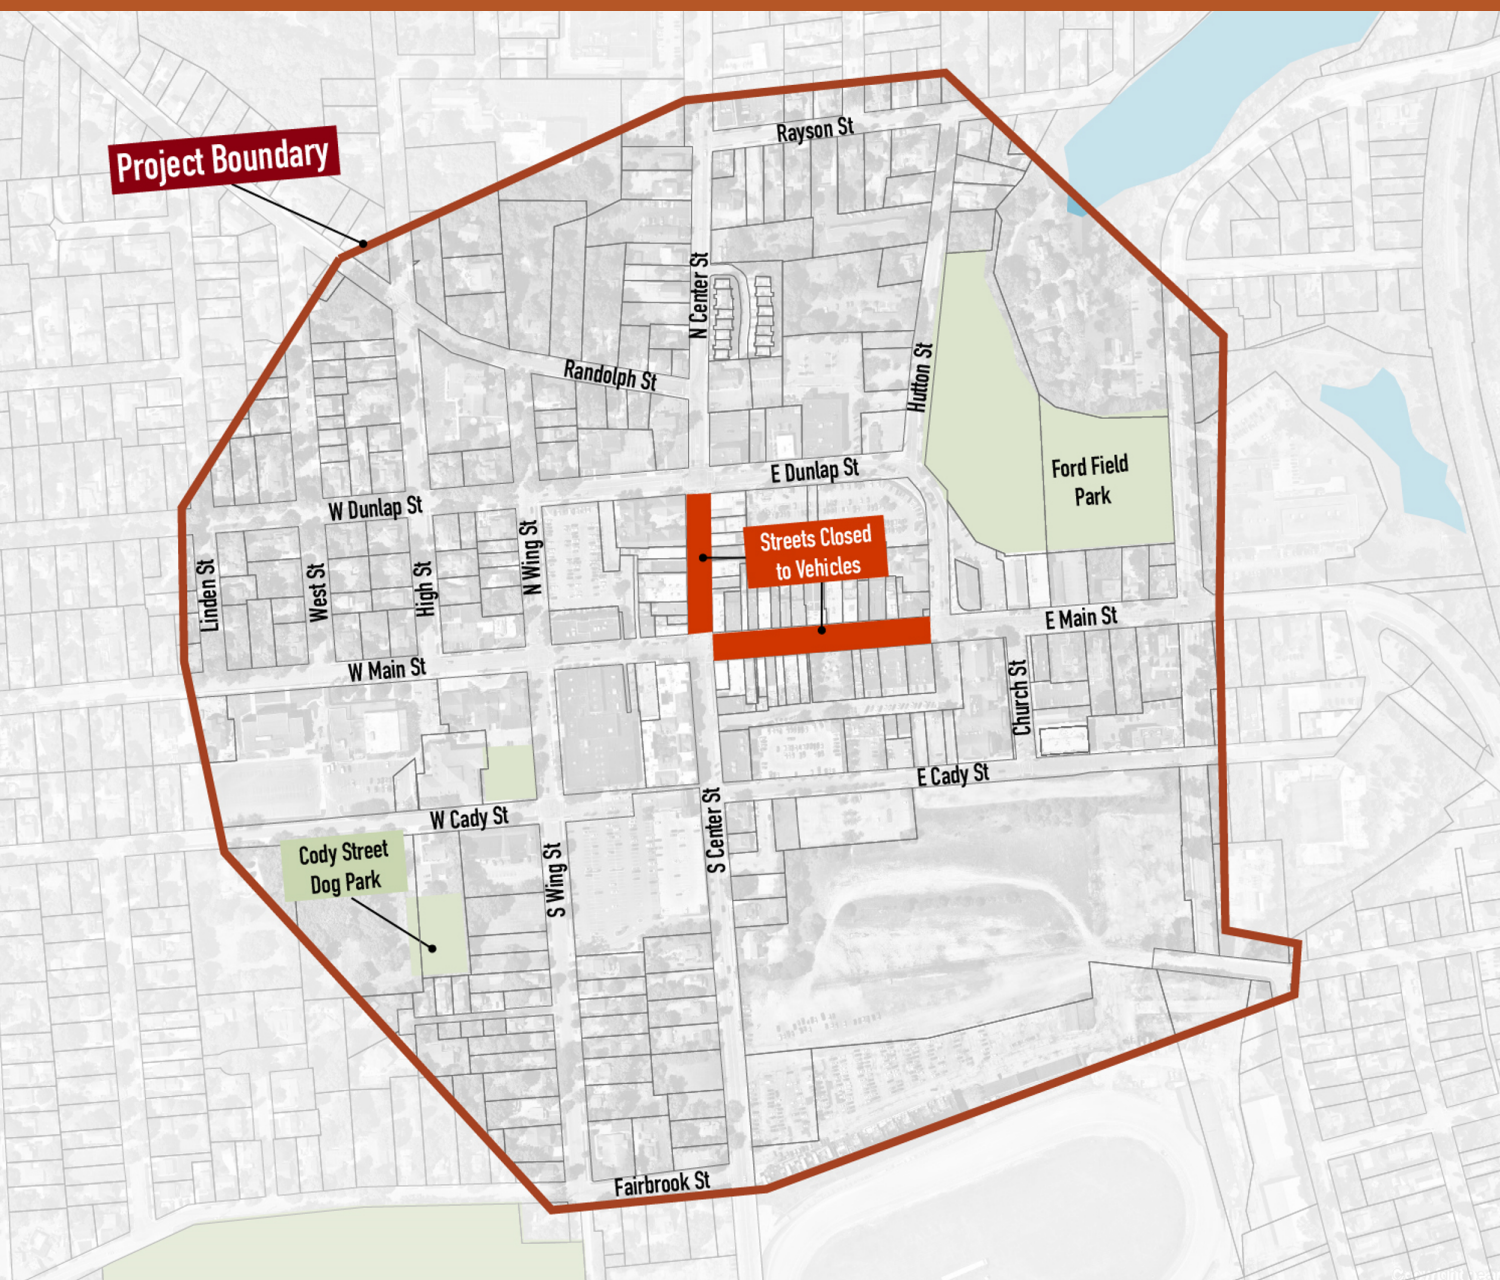 Rayson St
Project Boundary
N Center St
Randolph St
Hutton St
E Dunlap St
Ford Field
Park
W Dunlap St
Streets Closed
to Vehicles
N Wing St
Linden St
West St
High St
E Main St
W Main St
Church St
E Cady St
W Cady St
S Center St
Cody Street
Dog Park
S Wing St
Fairbrook St